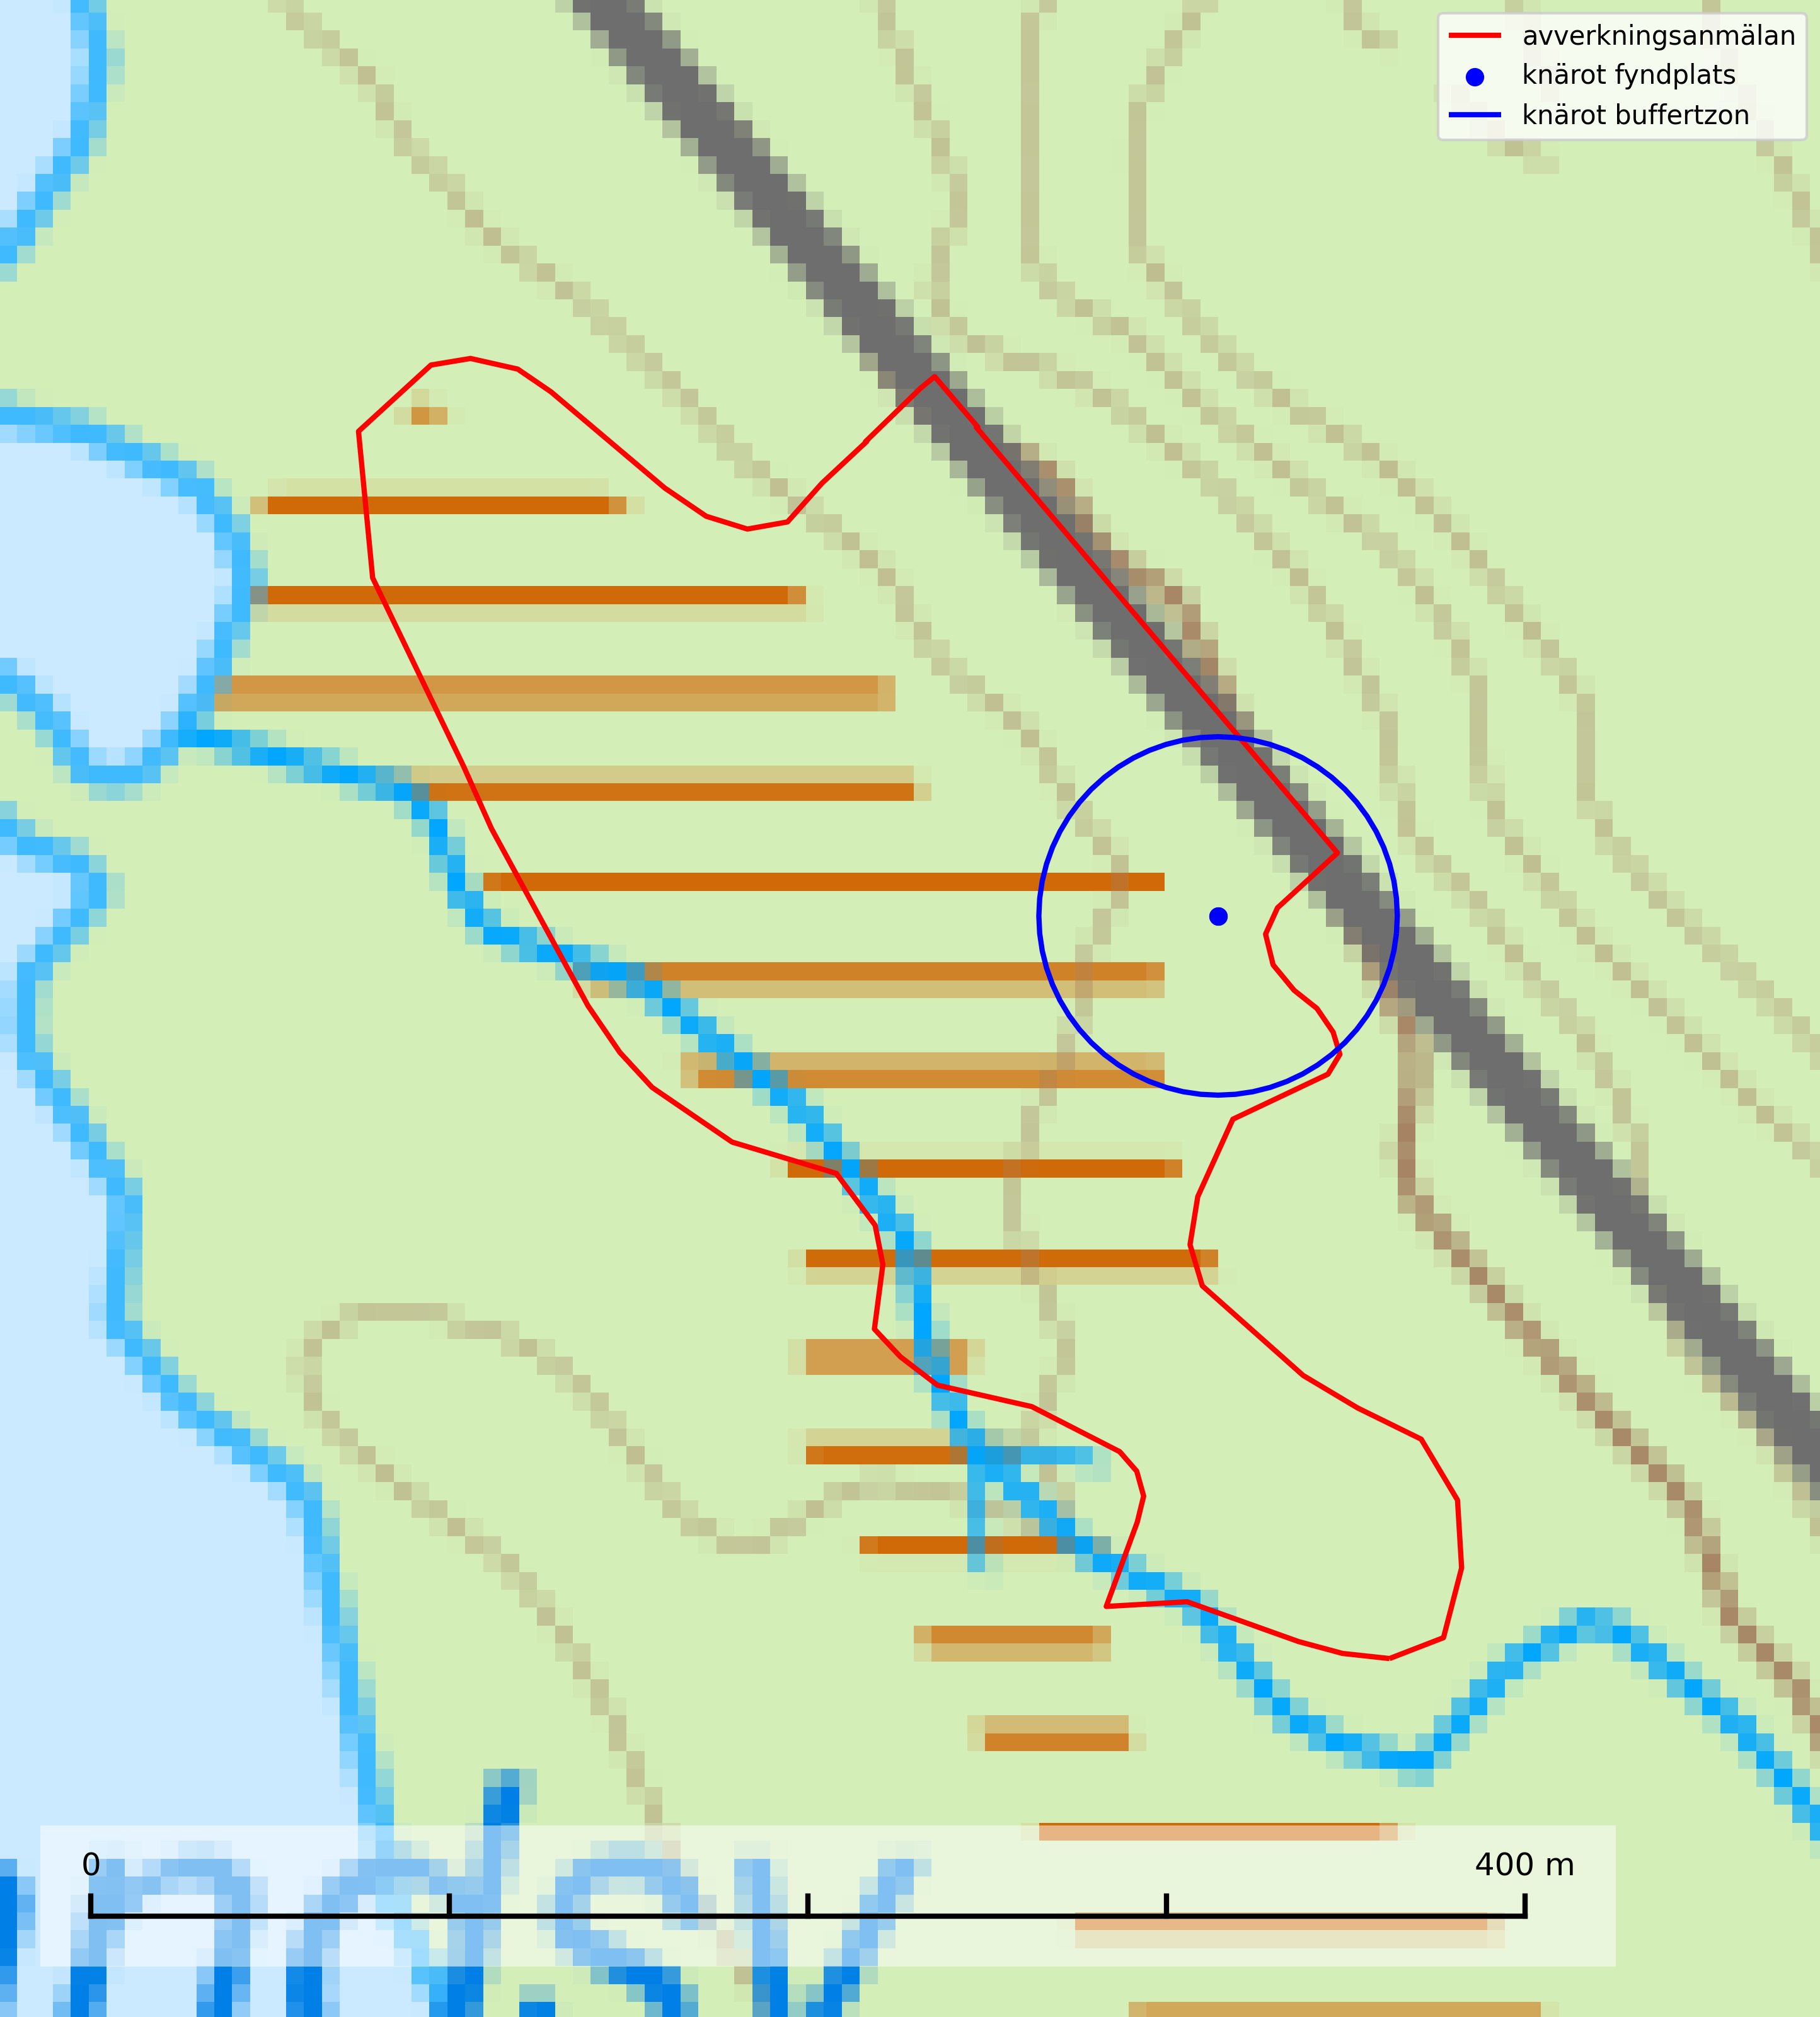 avverkningsanmälan
knärot fyndplats
knärot buffertzon
0
400 m